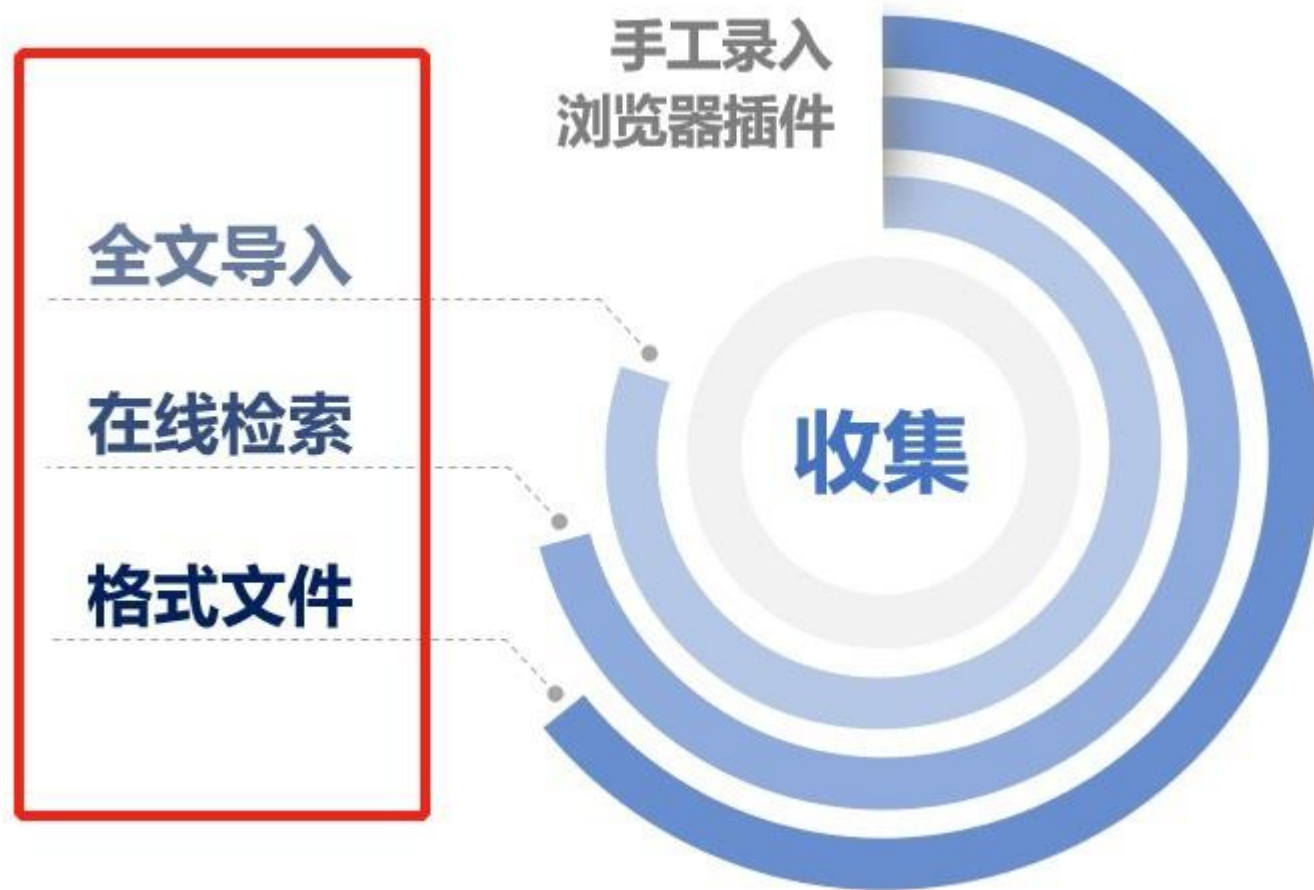 手工录入
浏览器插件
全文导入
在线检索
格式文件
收集